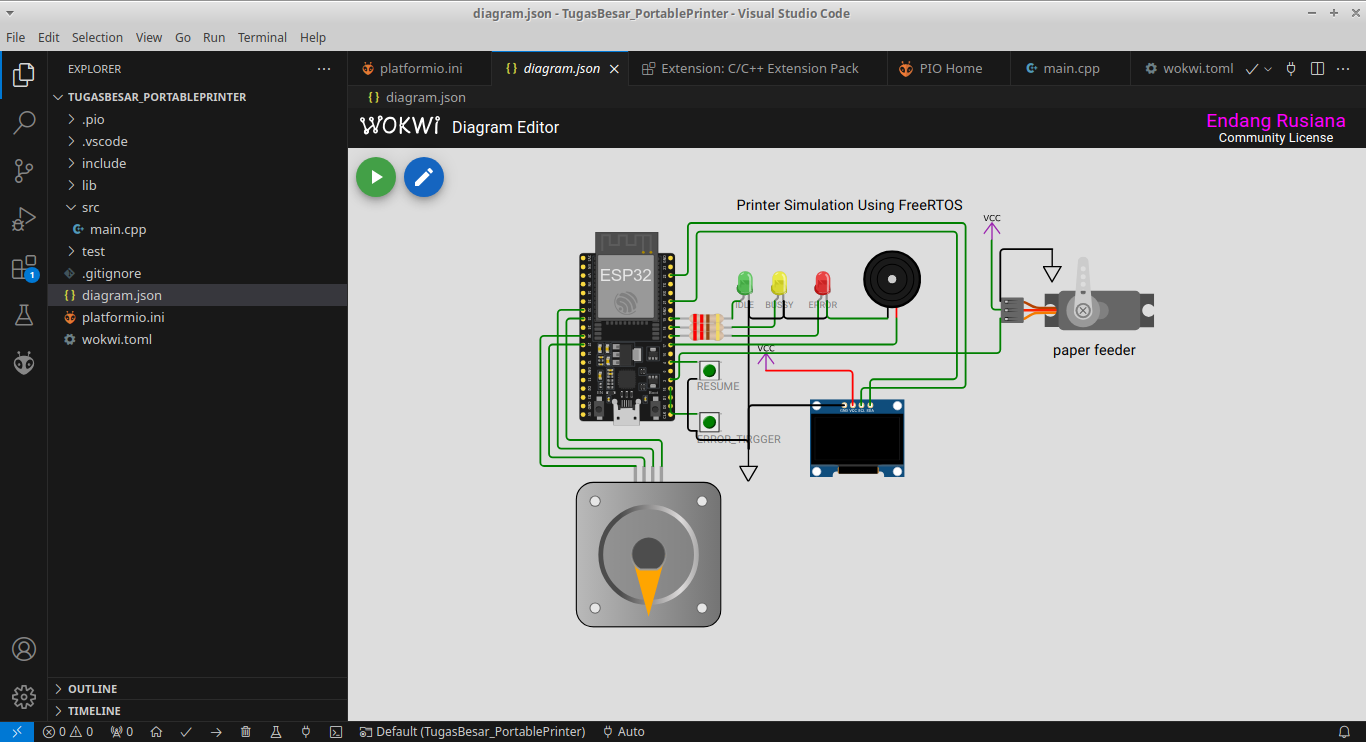 diagram.json - TugasBesar_PortablePrinter - Visual Studio Code
File Edit Selection View Go Run Terminal Help
EXPLORER
platformio.ini
{} diagram.json
Extension: C/C++ Extension Pack
PIO Home
main.cpp
wokwi.toml
TUGASBESAR_PORTABLEPRINTER
{} diagram.json
.pio
.vscode
include
lib
src
main.cpp
test
.gitignore
{} diagram.json
platformio.ini
wokwi.toml
1
WOKWI Diagram Editor
Endang Rusiana
Community License
Printer Simulation Using FreeRTOS
VCC
ESP32
IDLE
BUSSY
ERROR
paper feeder
VCC
RESUME
GND VCC SCL SDA
ERROR_TIRGGER
OUTLINE
TIMELINE
0 0 0 Default (TugasBesar_PortablePrinter) Auto